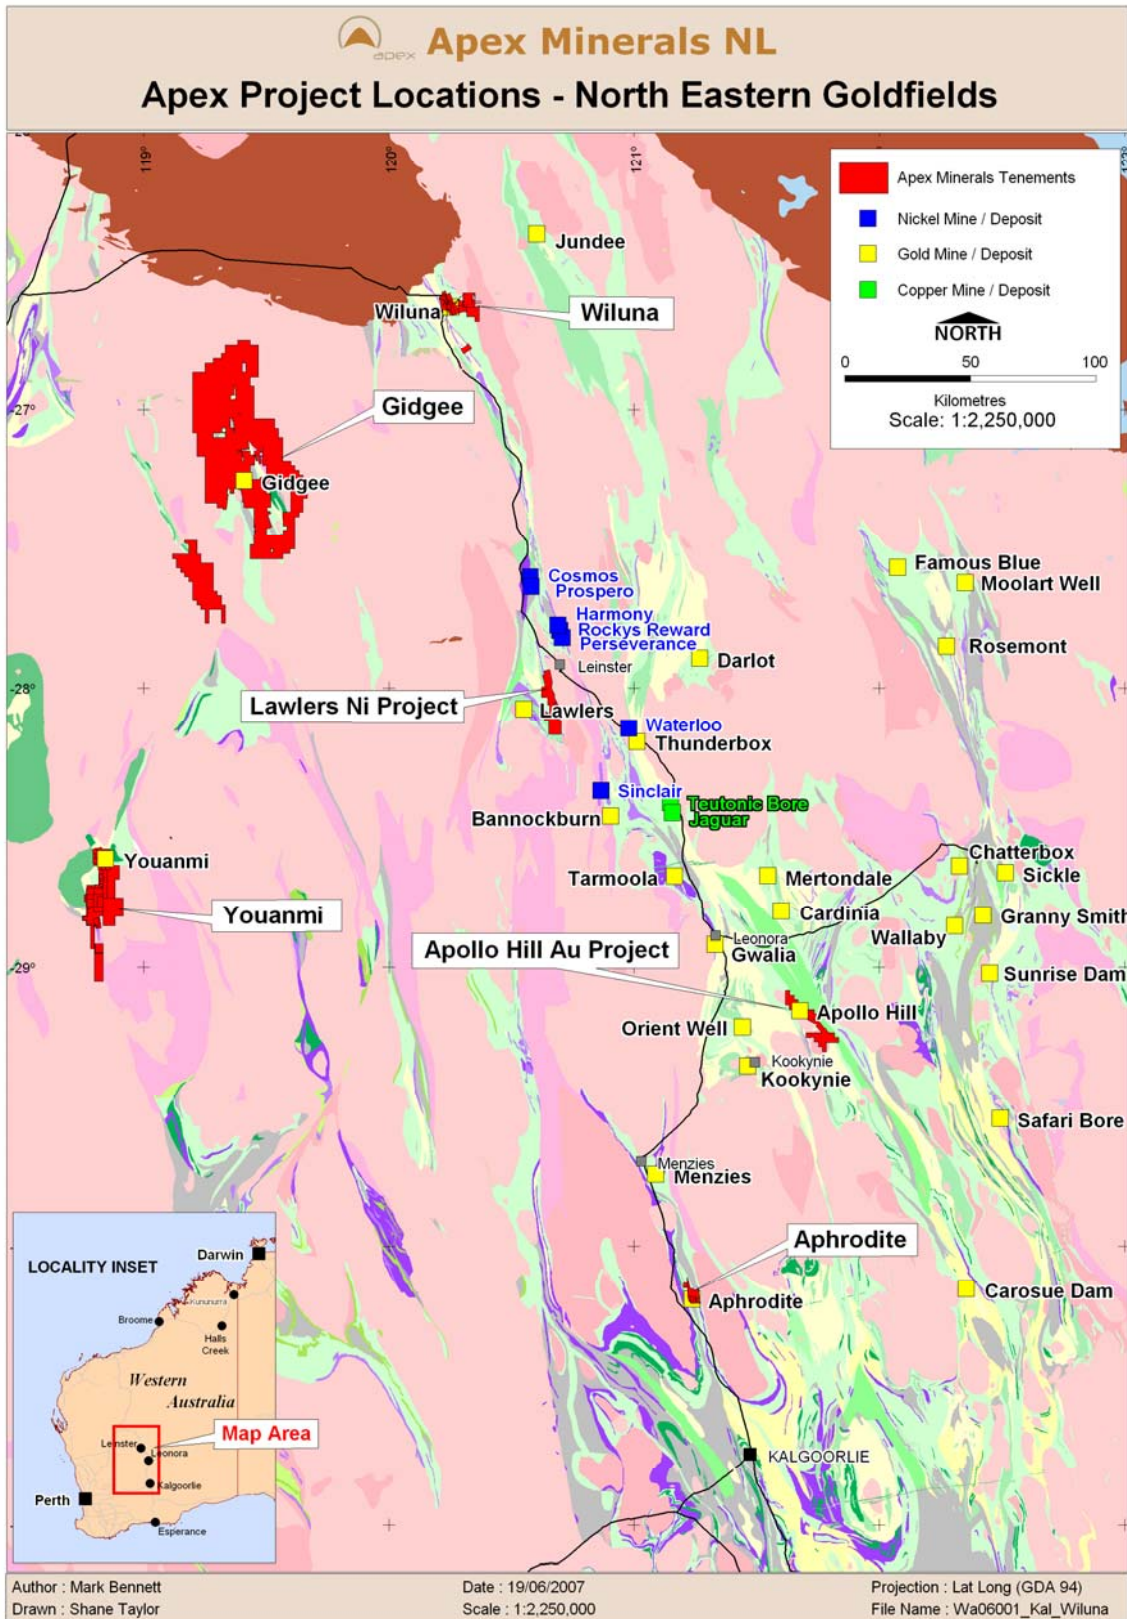 apex
Apex Minerals NL
Apex Project Locations - North Eastern Goldfields
119°
120°
121°
Apex Minerals Tenements
Nickel Mine / Deposit
Gold Mine / Deposit
Copper Mine / Deposit
NORTH
0 50 100
Kilometres
Scale: 1:2,250,000
Jundee
Wiluna
Wiluna
-27°
Gidgee
Gidgee
Cosmos
Prospero
Harmony
Rockys Reward
Perseverance
Leinster
Darlot
Famous Blue
Moolart Well
Rosemont
-28°
Lawlers Ni Project
Lawlers
Waterloo
Thunderbox
Sinclair
Bannockburn
Teutonic Bore
Jaguar
Youanmi
Youanmi
Tarmoola
Mertondale
Cardinia
Chatterbox
Sickle
Granny Smith
Wallaby
Leonora
Gwalia
Apollo Hill Au Project
-29°
Sunrise Dam
Apollo Hill
Orient Well
Kookynie
Kookynie
Safari Bore
Menzies
Menzies
Aphrodite
Aphrodite
Carosue Dam
KALGOORLIE
LOCALITY INSET
Darwin
Kununurra
Broome
Halls
Creek
Western
Australia
Map Area
Leinster
Leonora
Kalgoorlie
Perth
Esperance
Author : Mark Bennett
Date : 19/06/2007
Projection : Lat Long (GDA 94)
Drawn : Shane Taylor
Scale : 1:2,250,000
File Name : Wa06001_Kal_Wiluna